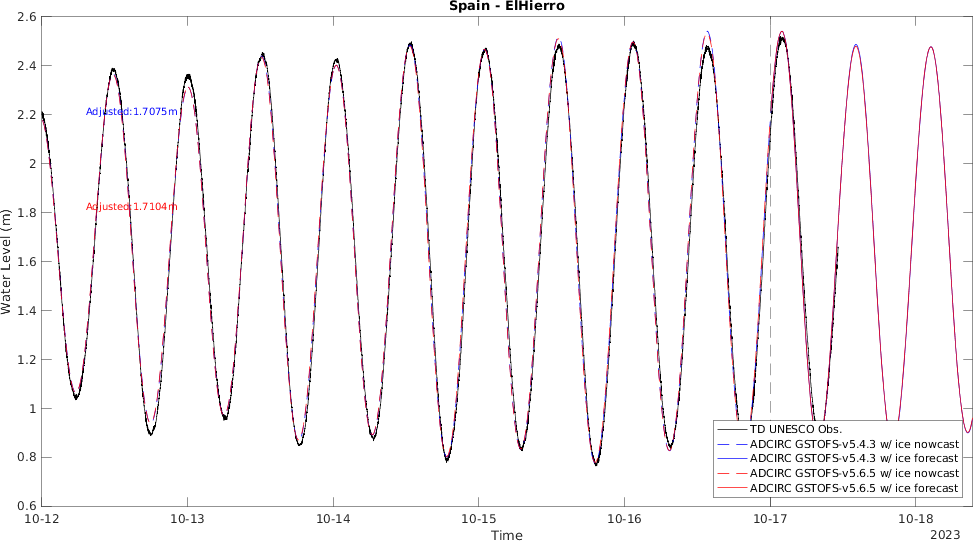 Spain - ElHierro
2.6
2.4
2.2
2
1.8
1.6
1.4
1.2
1
0.8
0.6
Water Level (m)
Adjusted:1.7075m
Adjusted:1.7104m
TD UNESCO Obs.
ADCIRC GSTOFS-v5.4.3 w/ ice nowcast
ADCIRC GSTOFS-v5.4.3 w/ ice forecast
ADCIRC GSTOFS-v5.6.5 w/ ice nowcast
ADCIRC GSTOFS-v5.6.5 w/ ice forecast
10-12 10-13 10-14 10-15 10-16 10-17 10-18
Time
2023